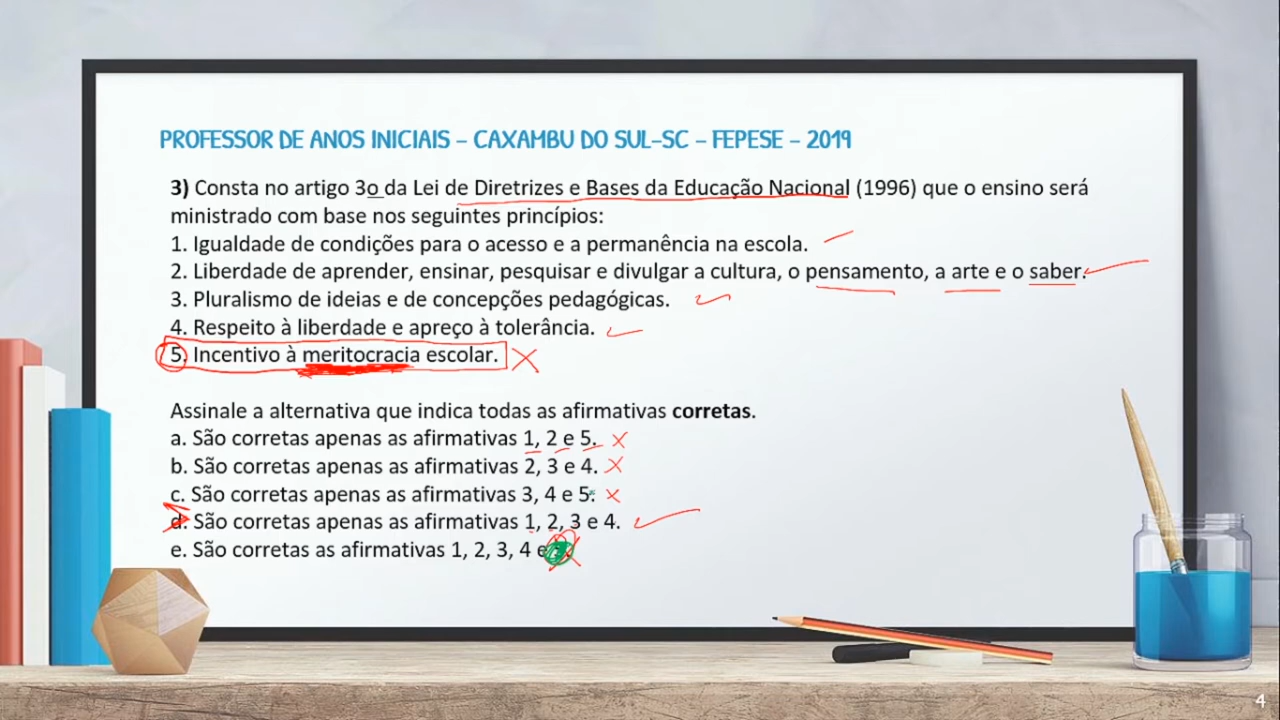 PROFESSOR DE ANOS INICIAIS – CAXAMBU DO SUL-SC – FEPESE – 2019
3) Consta no artigo 3o da Lei de Diretrizes e Bases da Educação Nacional (1996) que o ensino será
ministrado com base nos seguintes princípios:
1. Igualdade de condições para o acesso e a permanência na escola.
2. Liberdade de aprender, ensinar, pesquisar e divulgar a cultura, o pensamento, a arte e o saber.
3. Pluralismo de ideias e de concepções pedagógicas.
4. Respeito à liberdade e apreço à tolerância.
5. Incentivo à meritocracia escolar.
Assinale a alternativa que indica todas as afirmativas corretas.
a. São corretas apenas as afirmativas 1, 2 e 5.
b. São corretas apenas as afirmativas 2, 3 e 4.
c. São corretas apenas as afirmativas 3, 4 e 5.
d. São corretas apenas as afirmativas 1, 2, 3 e 4.
e. São corretas as afirmativas 1, 2, 3, 4 e
4